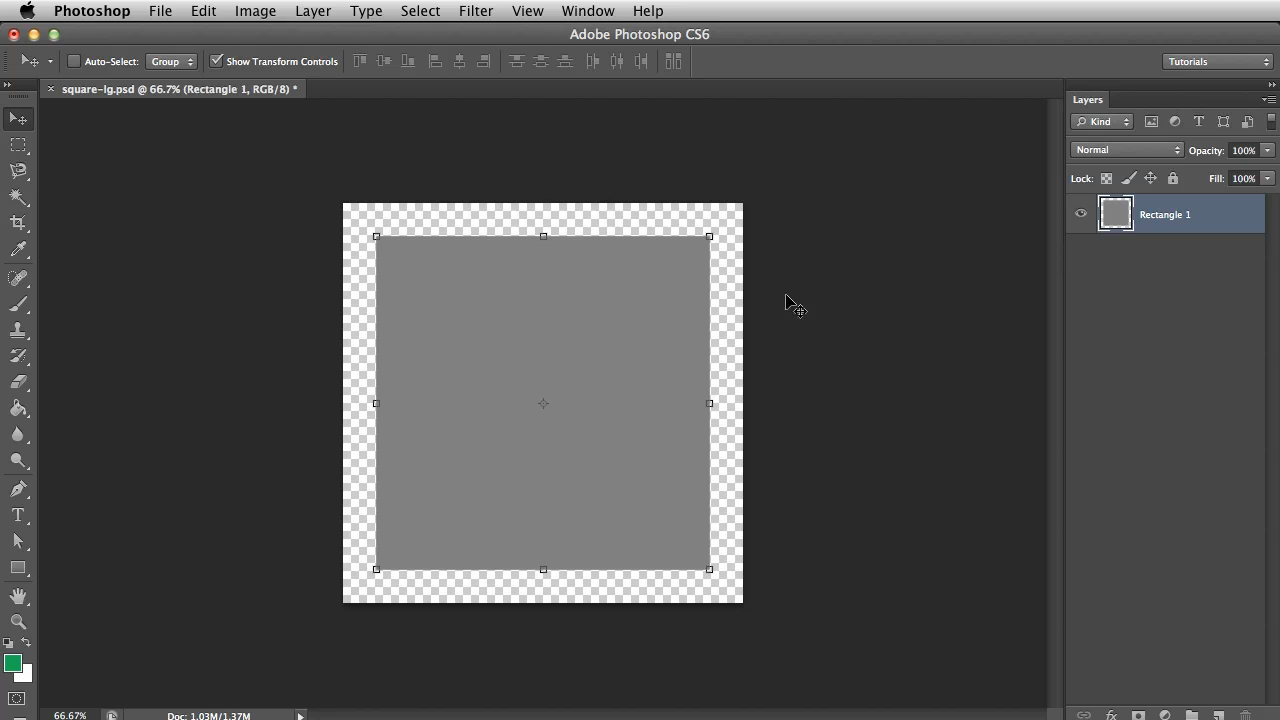 Photoshop File Edit Image Layer Type Select Filter View Window Help
Adobe Photoshop CS6
Auto-Select: Group Show Transform Controls Tutorials
× square-lg.psd @ 66.7% (Rectangle 1, RGB/8) *
Layers
Kind
Normal Opacity: 100%
Lock: Fill: 100%
Rectangle 1
66.67% Doc: 1.03M/1.37M